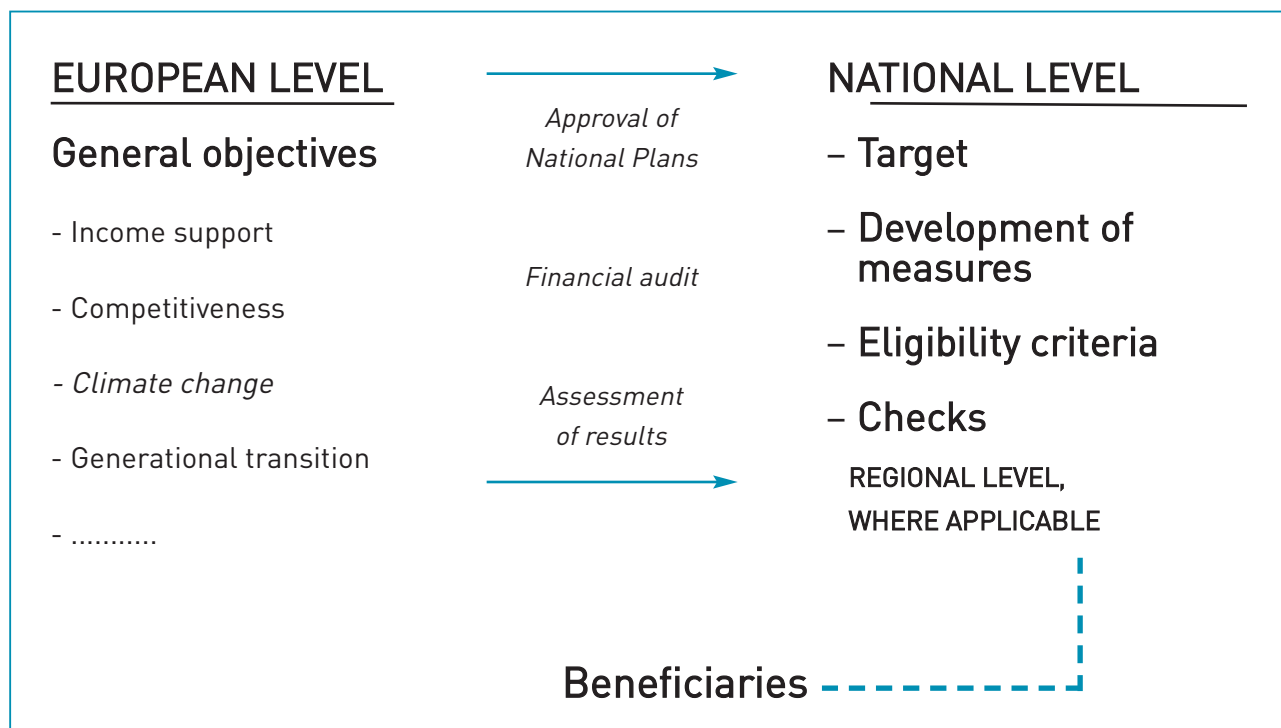 EUROPEAN LEVEL
General objectives
- Income support
- Competitiveness
- Climate change
- Generational transition
- ...........
Approval of
National Plans
Financial audit
Assessment
of results
NATIONAL LEVEL
– Target
– Development of
measures
– Eligibility criteria
– Checks
REGIONAL LEVEL,
WHERE APPLICABLE
Beneficiaries